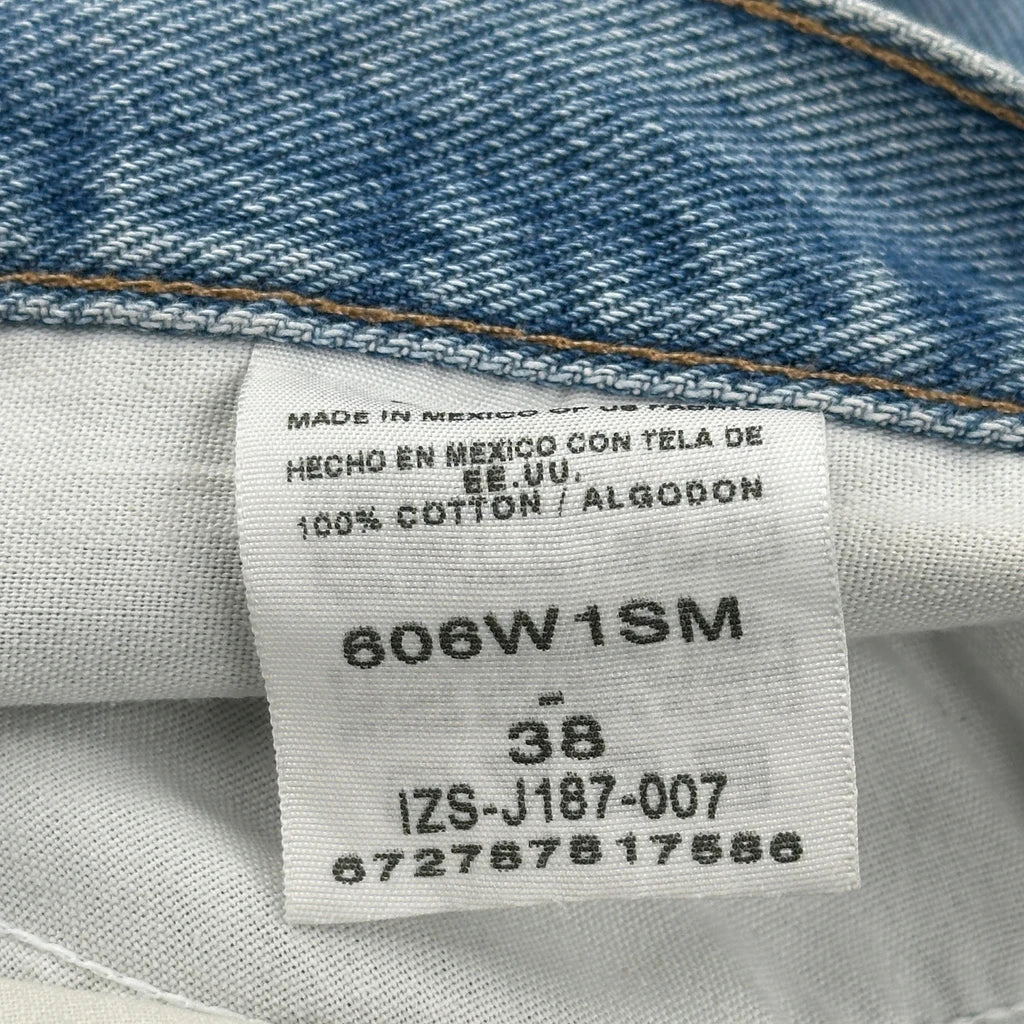 MADE IN MEXICO OF US FABRIC
HECHO EN MEXICO CON TELA DE
EE.UU.
100% COTTON / ALGODON
606W1SM
-
38
IZS-J187-007
672787817586